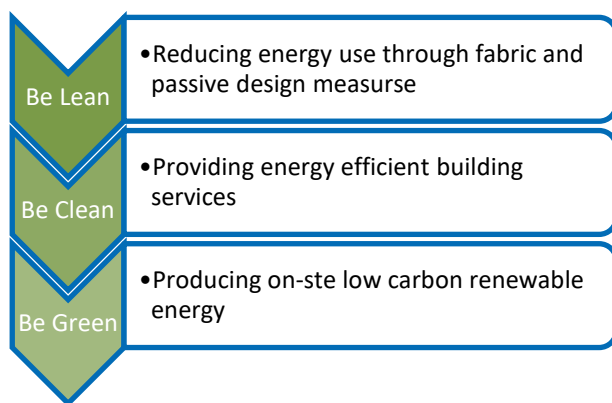 Be Lean
•Reducing energy use through fabric and
passive design measurse
Be Clean
•Providing energy efficient building
services
Be Green
•Producing on-ste low carbon renewable
energy